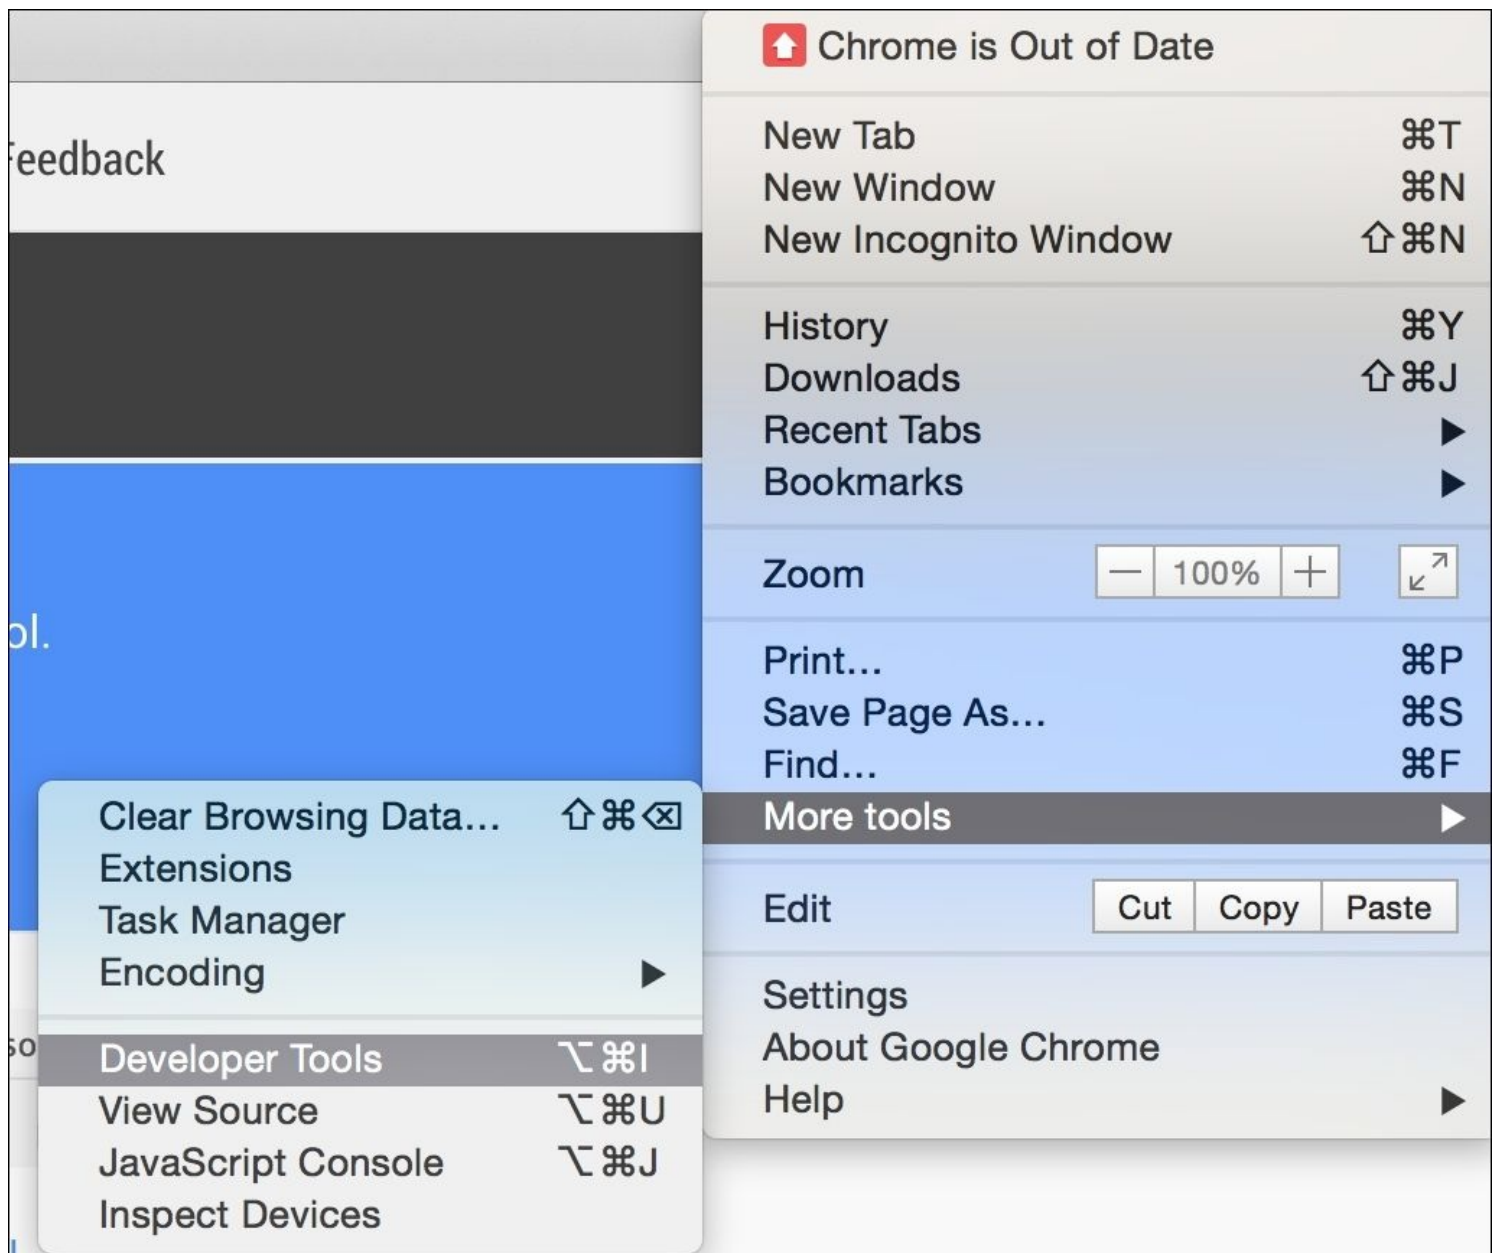 Chrome is Out of Date
New Tab ⌘T
New Window ⌘N
New Incognito Window ⇧⌘N
History ⌘Y
Downloads ⇧⌘J
Recent Tabs ▶
Bookmarks ▶
Zoom — 100% +
Print... ⌘P
Save Page As... ⌘S
Find... ⌘F
More tools ▶
Edit Cut Copy Paste
Settings
About Google Chrome
Help ▶
eedback
ol.
Clear Browsing Data... ⇧⌘⌫
Extensions
Task Manager
Encoding ▶
so
Developer Tools ⌥⌘I
View Source ⌥⌘U
JavaScript Console ⌥⌘J
Inspect Devices